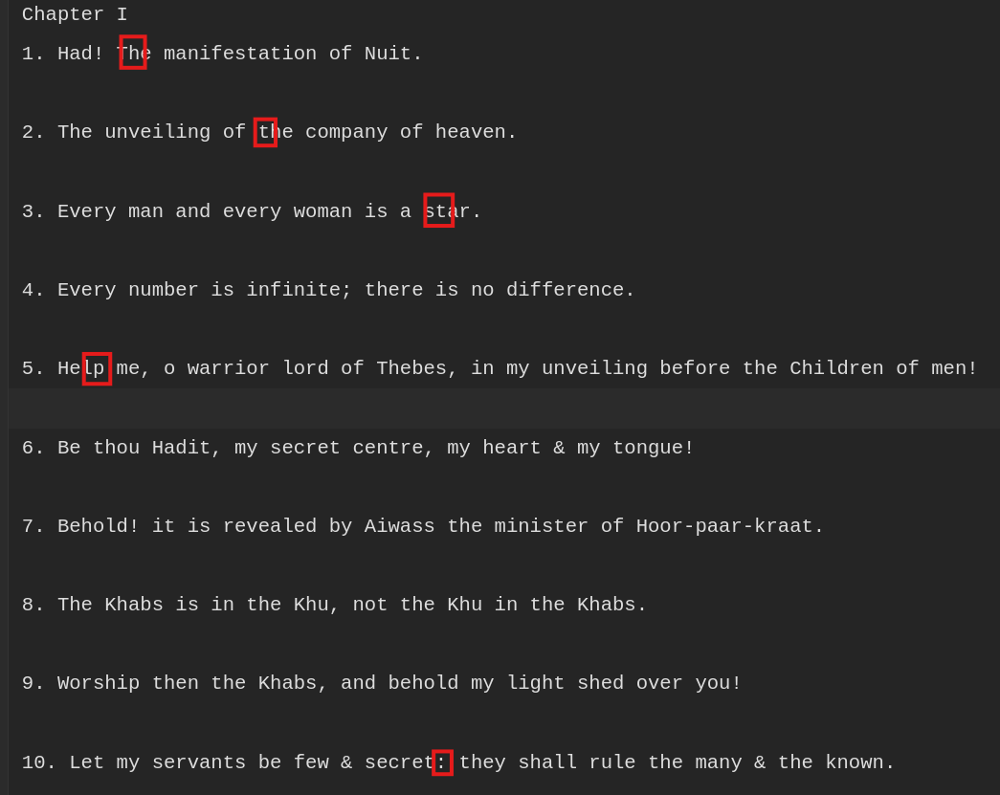 Chapter I
1. Had! The manifestation of Nuit.
2. The unveiling of the company of heaven.
3. Every man and every woman is a star.
4. Every number is infinite; there is no difference.
5. Help me, o warrior lord of Thebes, in my unveiling before the Children of men!
6. Be thou Hadit, my secret centre, my heart & my tongue!
7. Behold! it is revealed by Aiwass the minister of Hoor-paar-kraat.
8. The Khabs is in the Khu, not the Khu in the Khabs.
9. Worship then the Khabs, and behold my light shed over you!
10. Let my servants be few & secret: they shall rule the many & the known.